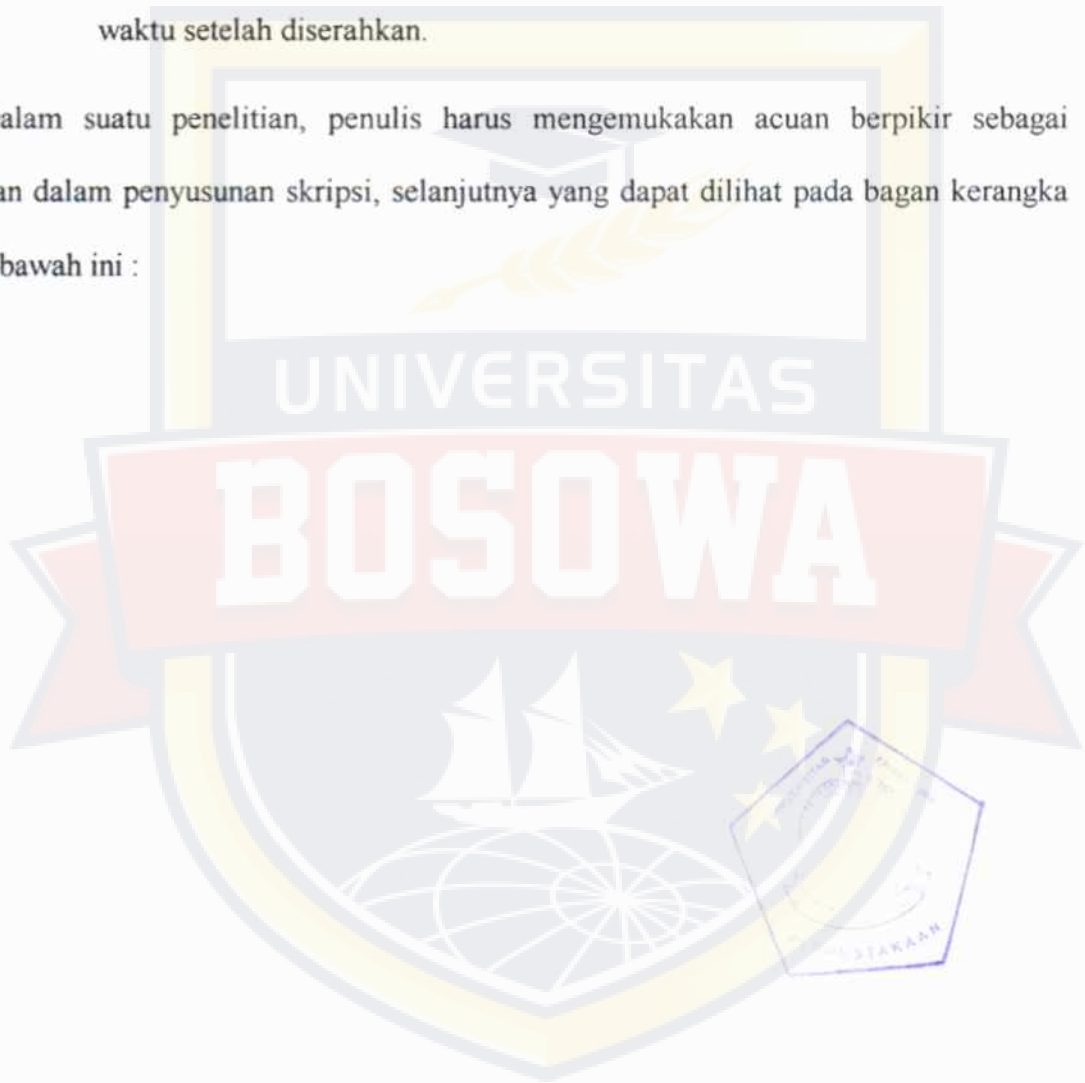 waktu setelah diserahkan.
alam suatu penelitian, penulis harus mengemukakan acuan berpikir sebagai
an dalam penyusunan skripsi, selanjutnya yang dapat dilihat pada bagan kerangka
bawah ini :
UNIVERSITAS
BOSOWA